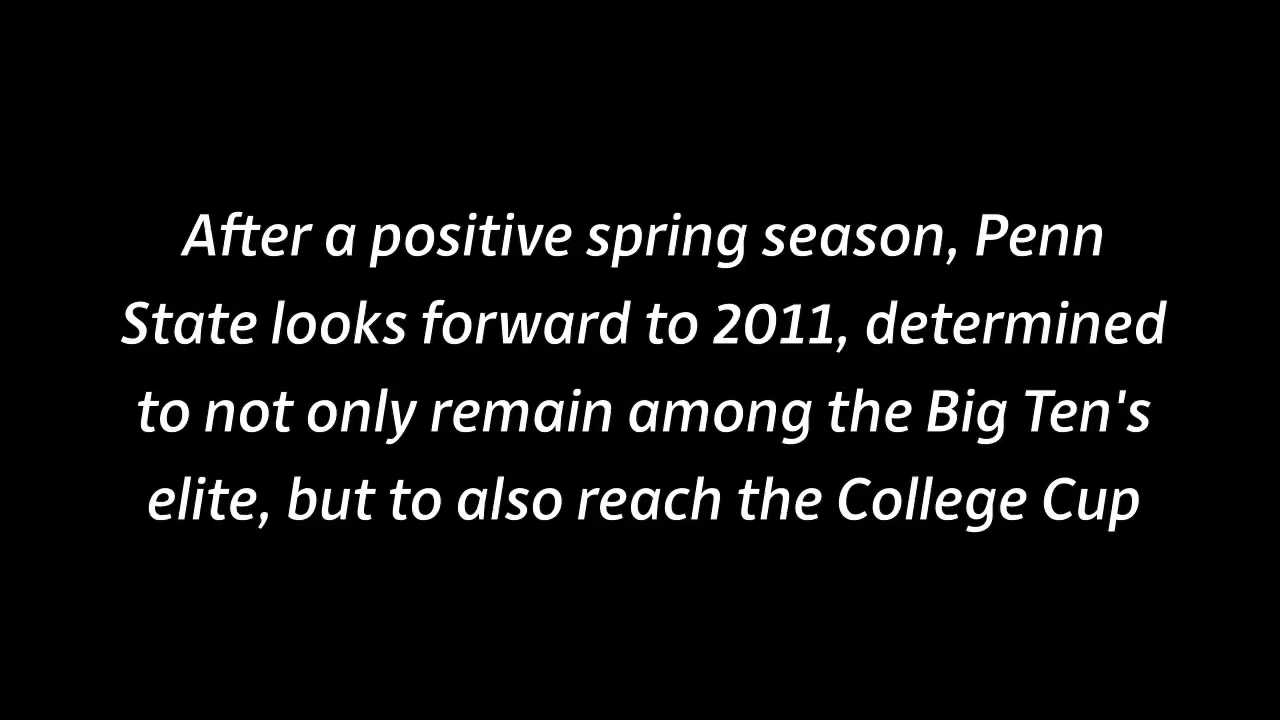 After a positive spring season, Penn
State looks forward to 2011, determined
to not only remain among the Big Ten's
elite, but to also reach the College Cup